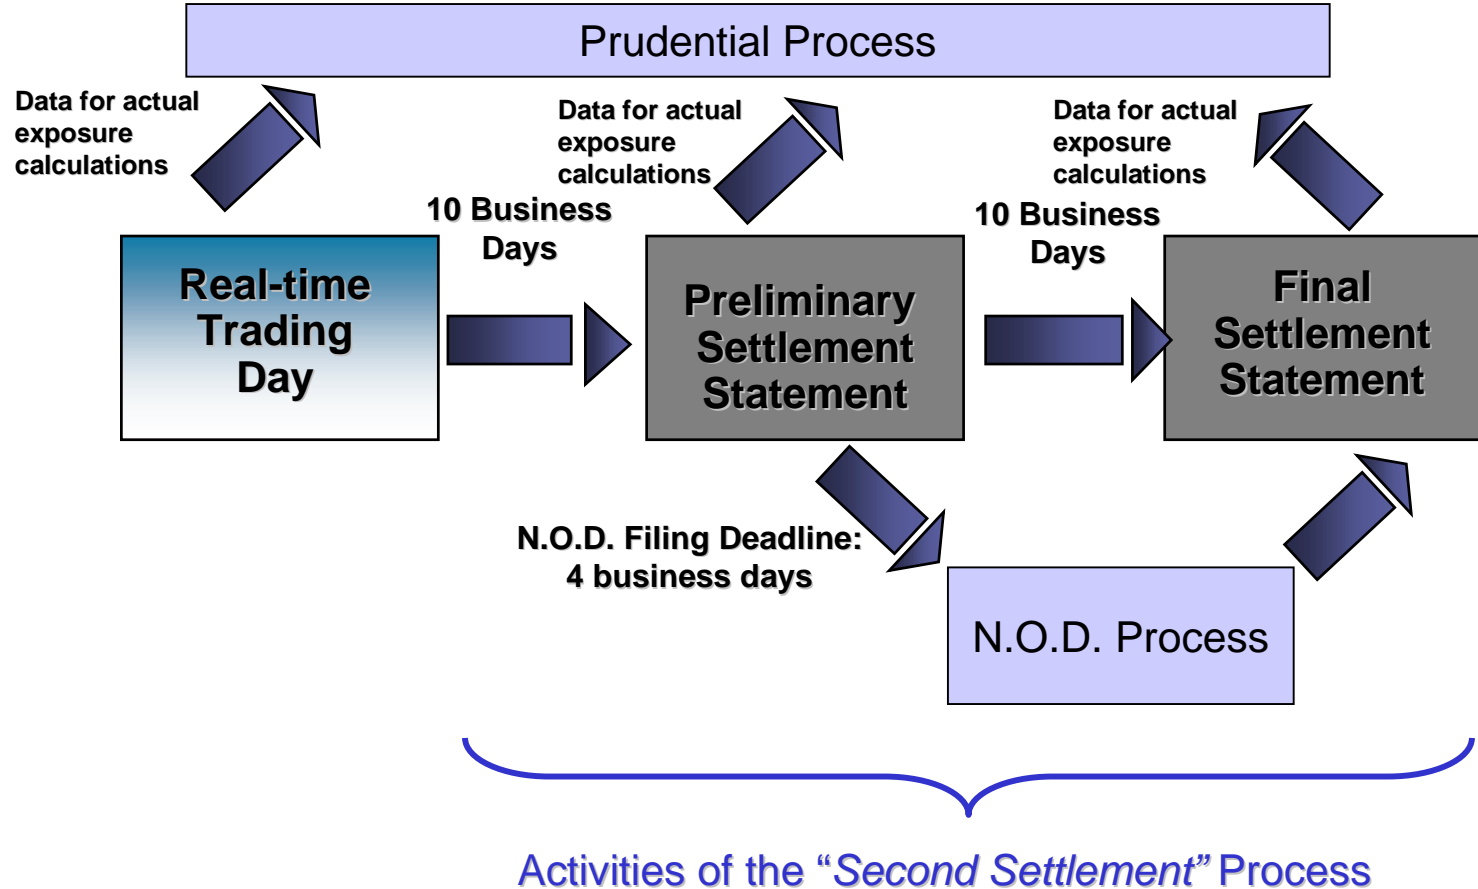 Prudential Process
Data for actual
exposure
calculations
Data for actual
exposure
calculations
Data for actual
exposure
calculations
10 Business
Days
10 Business
Days
Real-time
Trading
Day
Preliminary
Settlement
Statement
Final
Settlement
Statement
N.O.D. Filing Deadline:
4 business days
N.O.D. Process
Activities of the “Second Settlement” Process